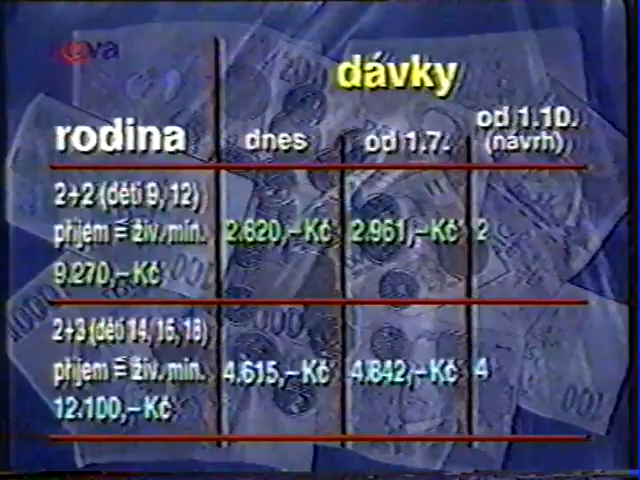 nova
dávky
rodina
dnes
od 1.7.
od 1.10.
(návrh)
2+2 (děti 9, 12)
příjem = živ.min.
9.270,-Kč
2.620,-Kč
2.961,-Kč
2
2+3 (děti 14, 16, 18)
příjem = živ.min.
12.100,-Kč
4.615,-Kč
4.842,-Kč
4